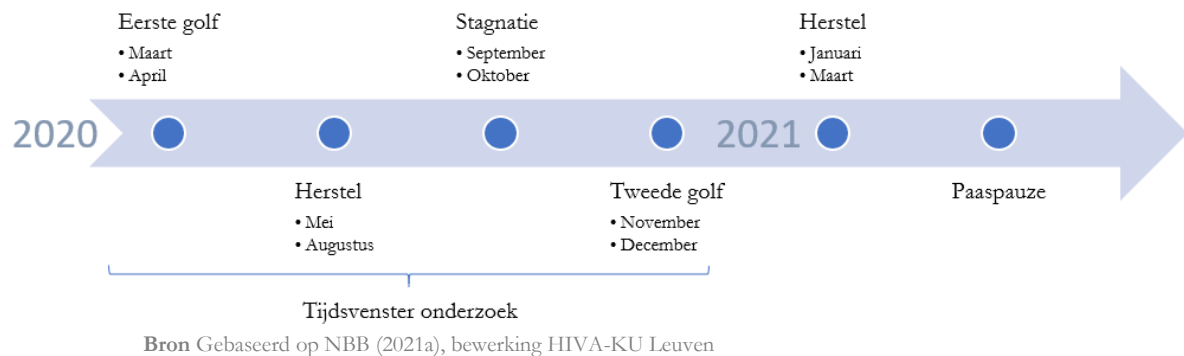 Eerste golf
• Maart
• April
Stagnatie
• September
• Oktober
Herstel
• Januari
• Maart
2020
2021
Herstel
• Mei
• Augustus
Tweede golf
• November
• December
Paaspauze
Tijdsvenster onderzoek
Bron Gebaseerd op NBB (2021a), bewerking HIVA-KU Leuven